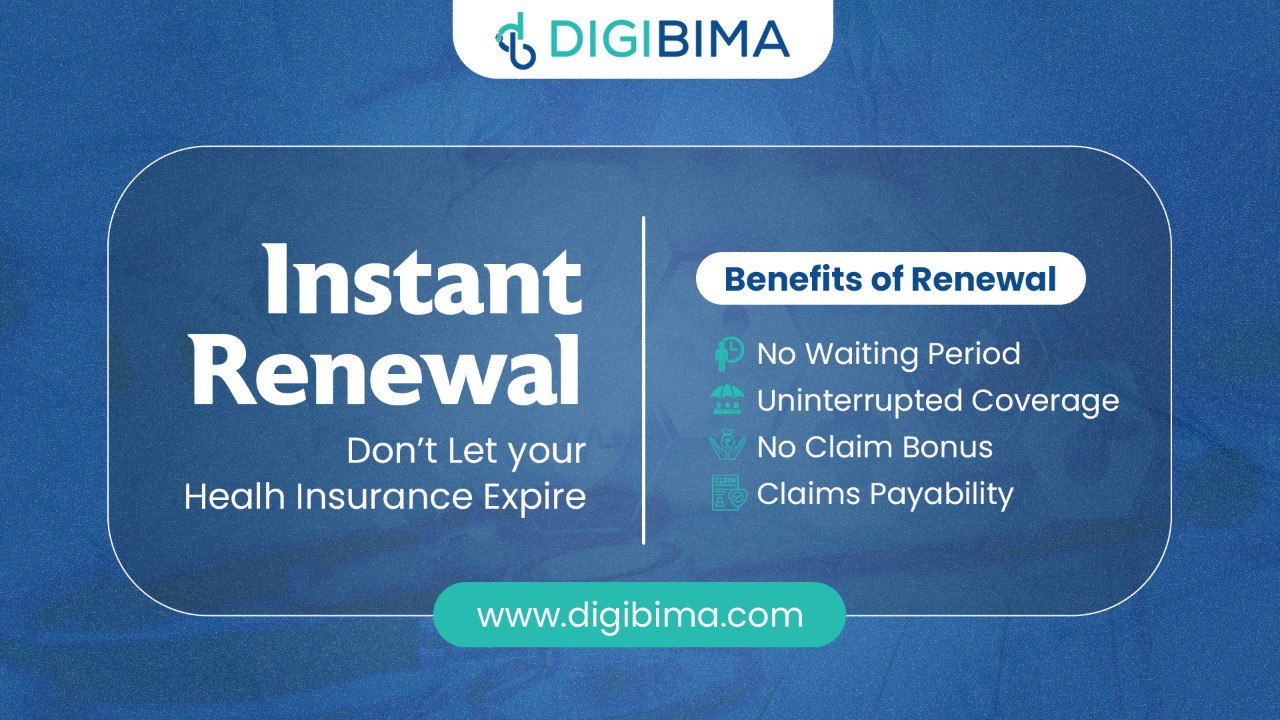 DIGIBIMA
Instant
Renewal
Don't Let your
Healh Insurance Expire
Benefits of Renewal
No Waiting Period
Uninterrupted Coverage
No Claim Bonus
CLAIM
Claims Payability
www.digibima.com